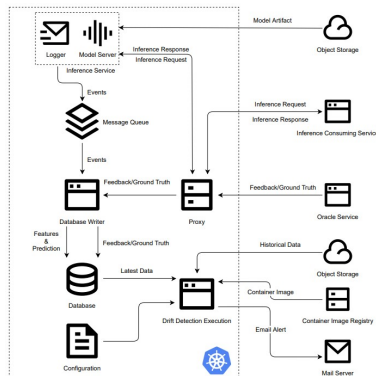 Model Artifact
Logger
Model Server
Inference Response
Object Storage
Inference Request
Inference Service
Events
Inference Request
Message Queue
Inference Response
Inference Consuming Service
Events
Feedback/Ground Truth
Feedback/Ground Truth
Database Writer
Proxy
Oracle Service
Features
&
Prediction
Feedback/Ground Truth
Historical Data
Latest Data
Object Storage
Container Image
Database
Drift Detection Execution
Container Image Registry
Email Alert
Configuration
Mail Server